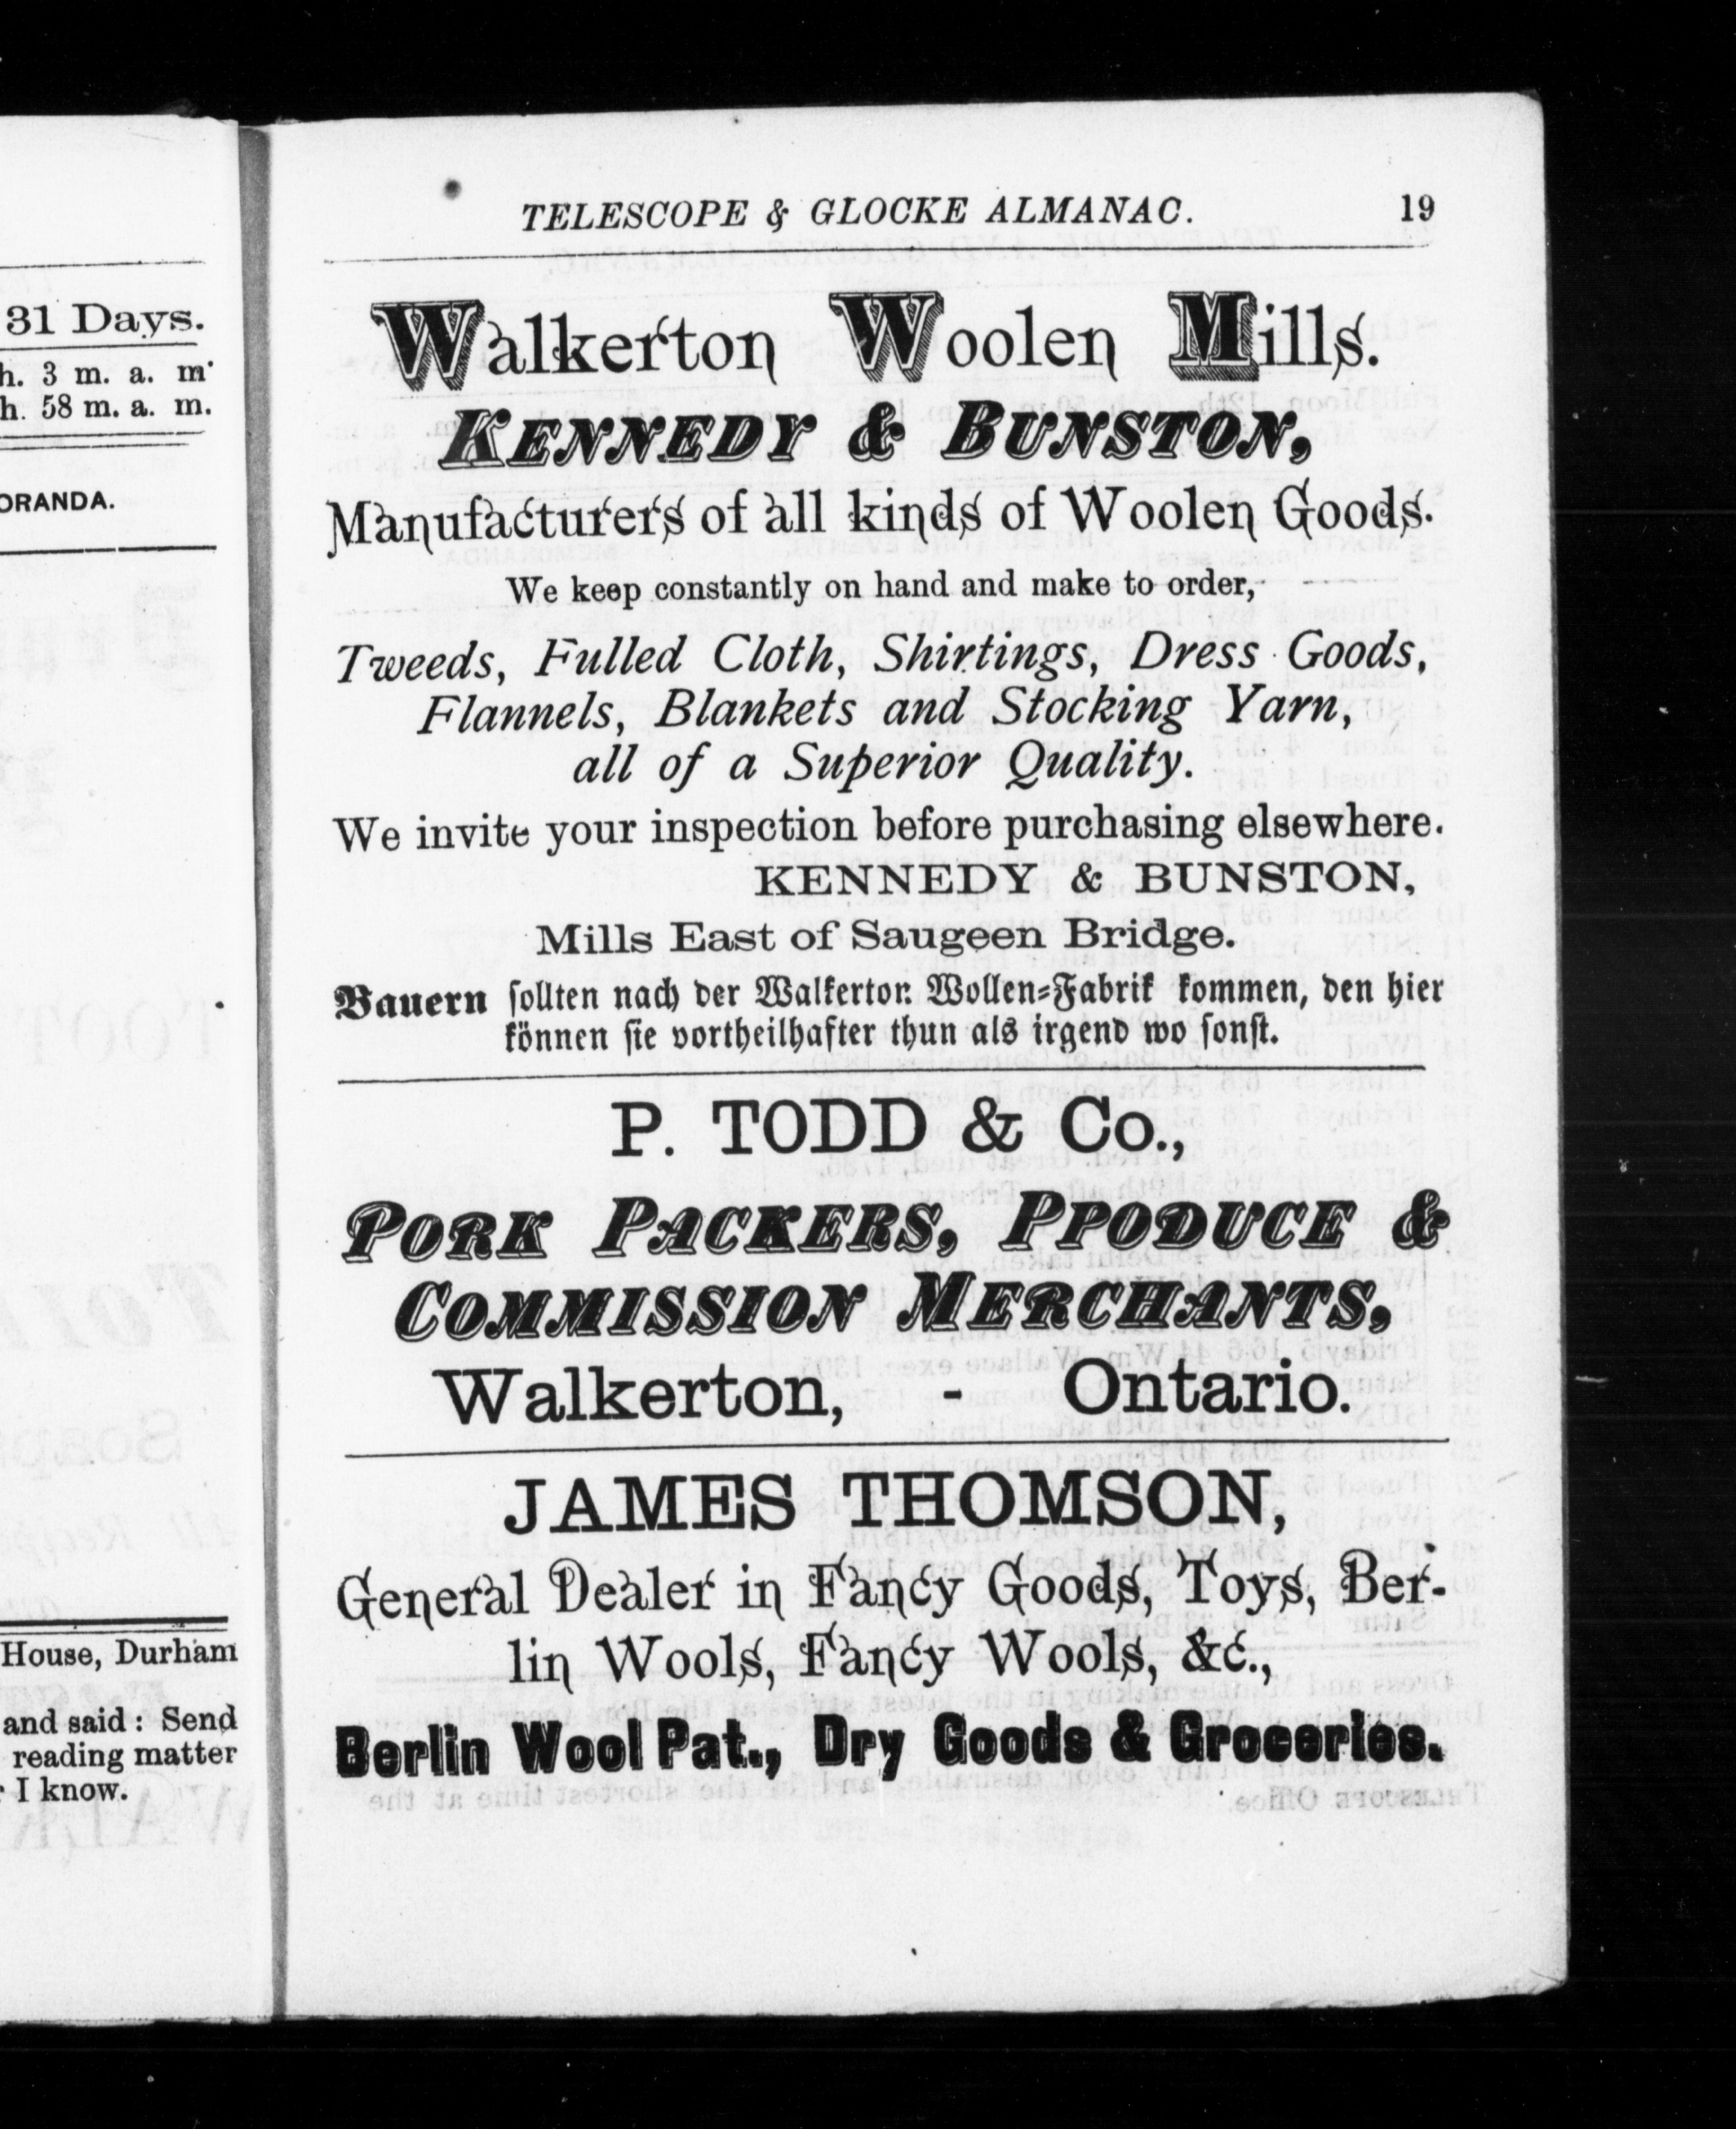 31 Days.
h. 3 m. a. m.
h. 58 m. a. m.
ORANDA.
House, Durham
and said : Send
reading matter
I know.
TELESCOPE & GLOCKE ALMANAC. 19
Walkerton Woolen Mills.
KENNEDY & BUNSTON,
Manufacturers of all kinds of Woolen Goods.
We keep constantly on hand and make to order,
Tweeds, Fulled Cloth, Shirtings, Dress Goods,
Flannels, Blankets and Stocking Yarn,
all of a Superior Quality.
We invite your inspection before purchasing elsewhere.
KENNEDY & BUNSTON,
Mills East of Saugeen Bridge.
Bauern sollten nach der Walkerton Wollen-Fabrik kommen, den hier
können sie vortheilhafter thun als irgend wo sonst.
P. TODD & Co.,
PORK PACKERS, PPODUCE &
COMMISSION MERCHANTS,
Walkerton, - Ontario.
JAMES THOMSON,
General Dealer in Fancy Goods, Toys, Ber-
lin Wools, Fancy Wools, &c.,
Berlin Wool Pat., Dry Goods & Groceries.